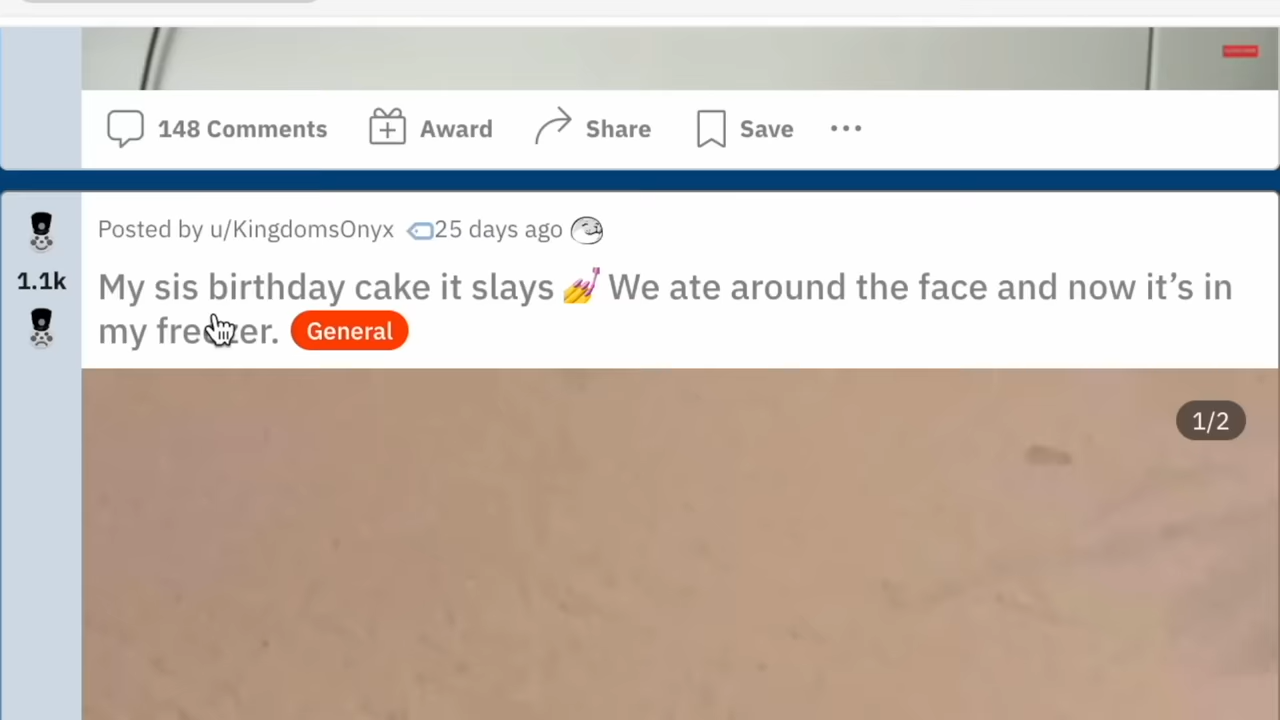 148 Comments Award Share Save
Posted by u/KingdomsOnyx 25 days ago
1.1k
My sis birthday cake it slays 💅 We ate around the face and now it’s in
my freezer. General
1/2